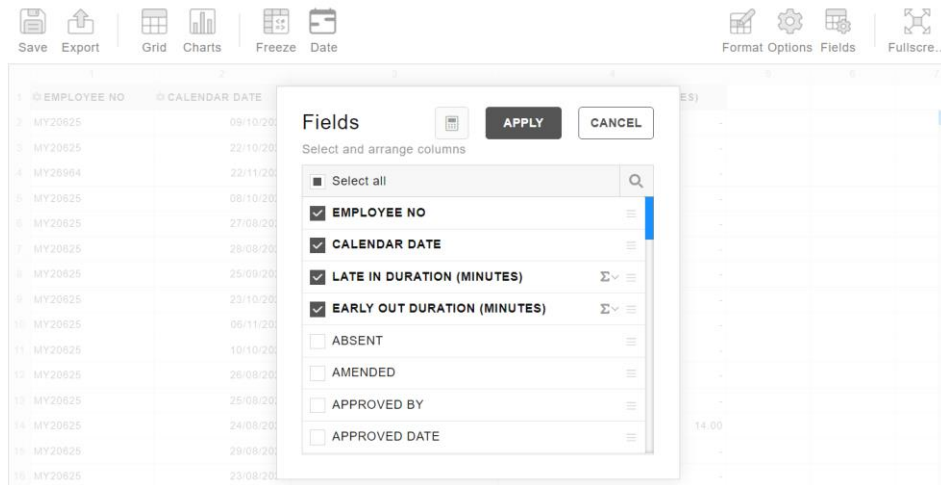 Save Export Grid Charts Freeze Date Format Options Fields Fullscre..
1 2 3 4 5 6 7
1 EMPLOYEE NO CALENDAR DATE ES)
2 MY20625 09/10/20 -
3 MY20625 22/10/20 -
4 MY26964 22/11/20 -
5 MY20625 08/10/20 -
6 MY20625 27/08/20 -
7 MY20625 28/08/20 -
8 MY20625 25/09/20 -
9 MY20625 23/10/20 -
10 MY20625 06/11/20 -
11 MY20625 10/10/20 -
12 MY20625 26/08/20 -
13 MY20625 25/08/20 -
14 MY20625 24/08/20 14.00
15 MY20625 29/08/20 -
16 MY20625 23/08/20 -
Fields APPLY CANCEL
Select and arrange columns
Select all
EMPLOYEE NO
CALENDAR DATE
LATE IN DURATION (MINUTES) Σ
EARLY OUT DURATION (MINUTES) Σ
ABSENT
AMENDED
APPROVED BY
APPROVED DATE